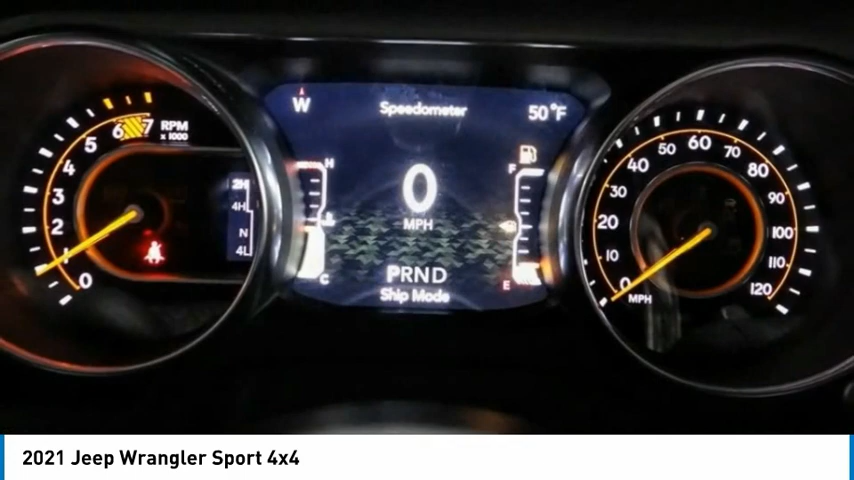 W Speedometer 50°F
0
MPH
PRND
Ship Mode
H
C
F
E
0
1
2
3
4
5
6
7
RPM
x 1000
2H
4H
N
4L
0
10
20
30
40
50
60
70
80
90
100
110
120
MPH
2021 Jeep Wrangler Sport 4x4